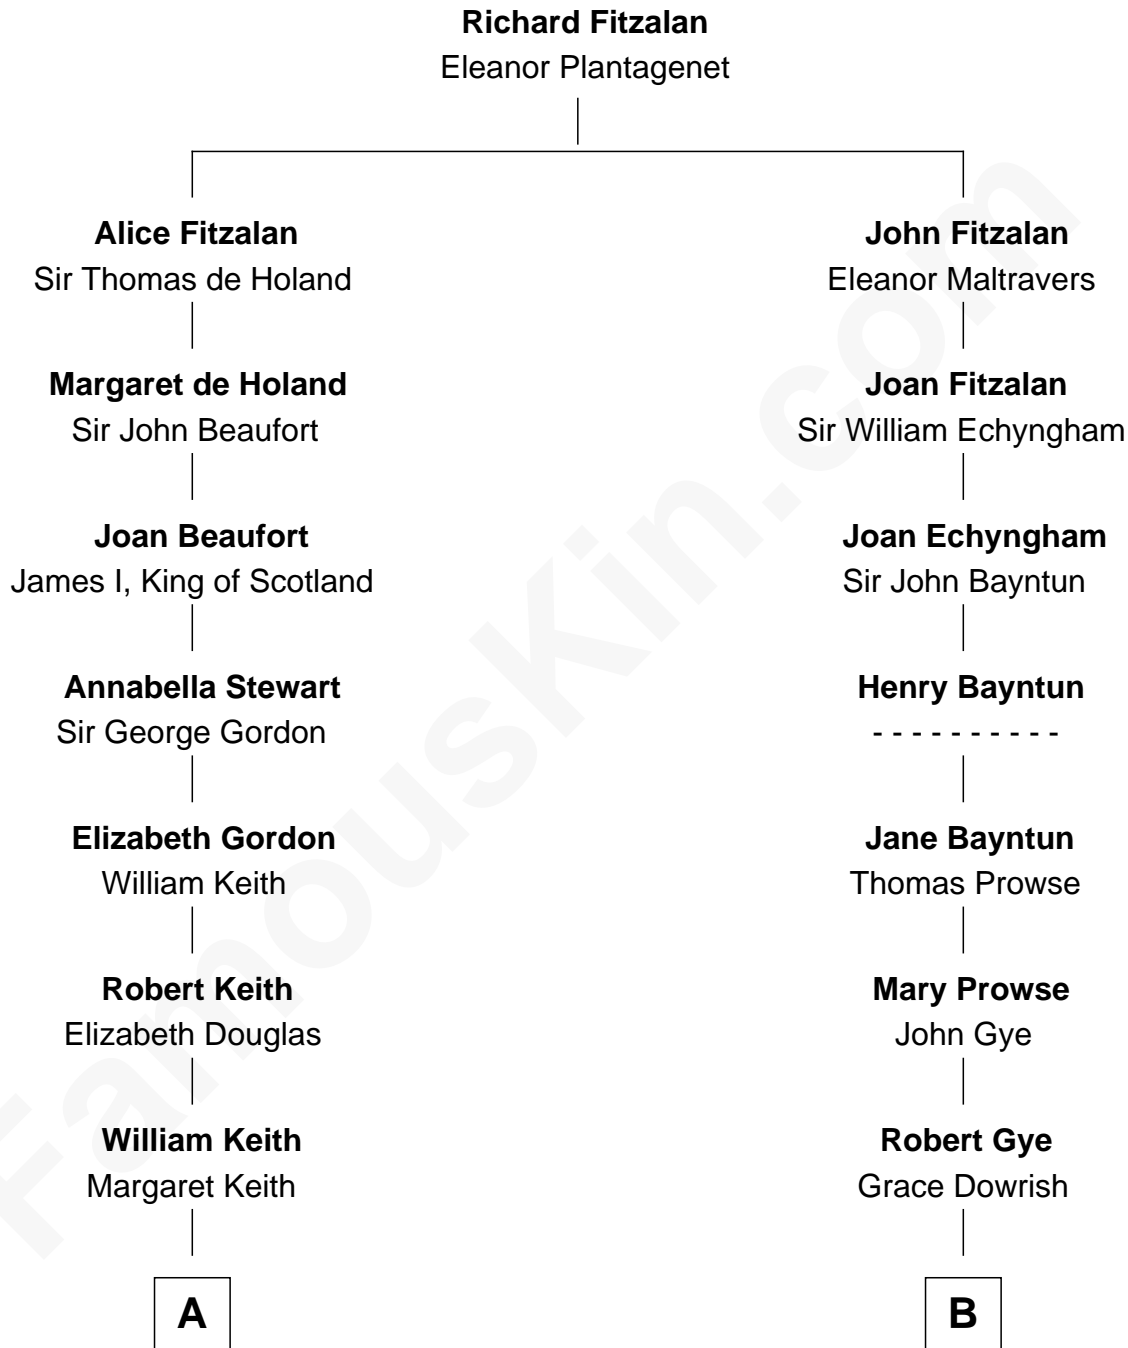 Richard Fitzalan
Eleanor Plantagenet
Alice Fitzalan
Sir Thomas de Holand
John Fitzalan
Eleanor Maltravers
Margaret de Holand
Sir John Beaufort
Joan Fitzalan
Sir William Echyngham
Joan Beaufort
James I, King of Scotland
Joan Echyngham
Sir John Bayntun
Annabella Stewart
Sir George Gordon
Henry Bayntun
- - - - - - - - - -
Elizabeth Gordon
William Keith
Jane Bayntun
Thomas Prowse
Robert Keith
Elizabeth Douglas
Mary Prowse
John Gye
William Keith
Margaret Keith
Robert Gye
Grace Dowrish
A
B
FamousKin.com